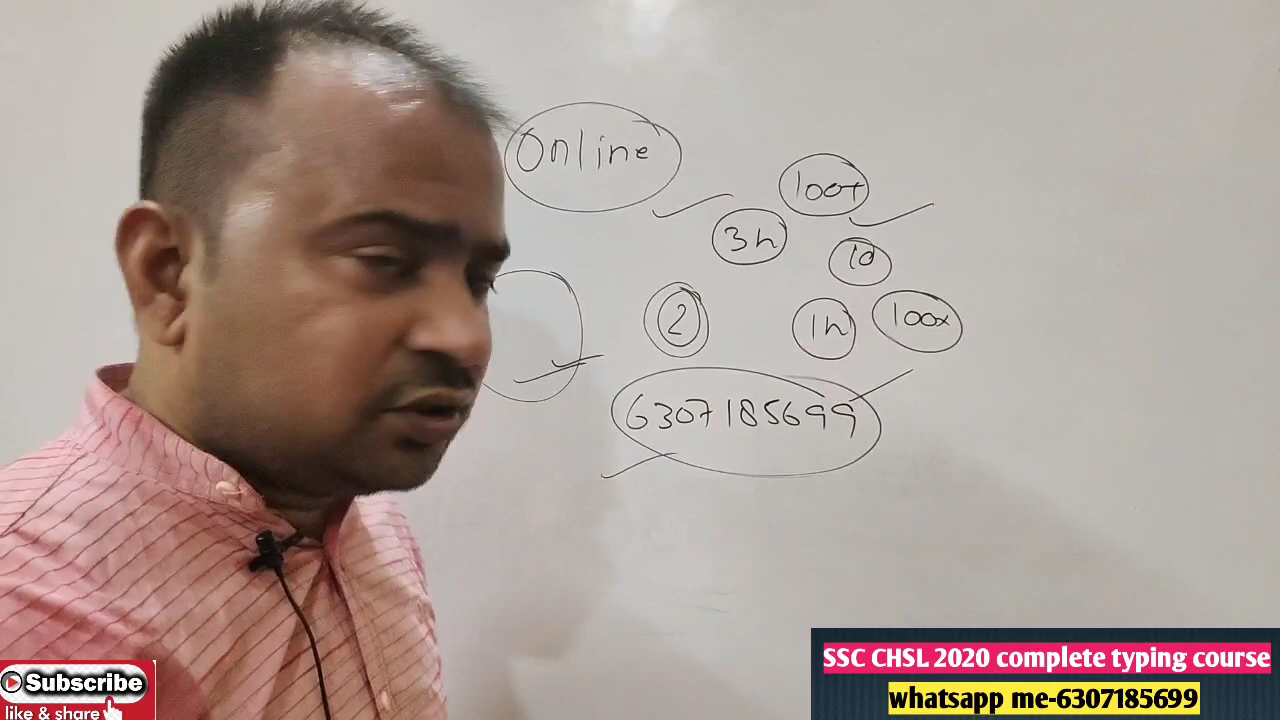 Online
100+
3h
1d
2
1h
100x
6307185699
SSC CHSL 2020 complete typing course
whatsapp me-6307185699
Subscribe
like & share